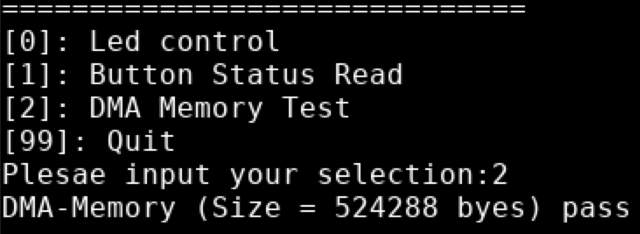 ==============================
[0]: Led control
[1]: Button Status Read
[2]: DMA Memory Test
[99]: Quit
Plesae input your selection:2
DMA-Memory (Size = 524288 byes) pass